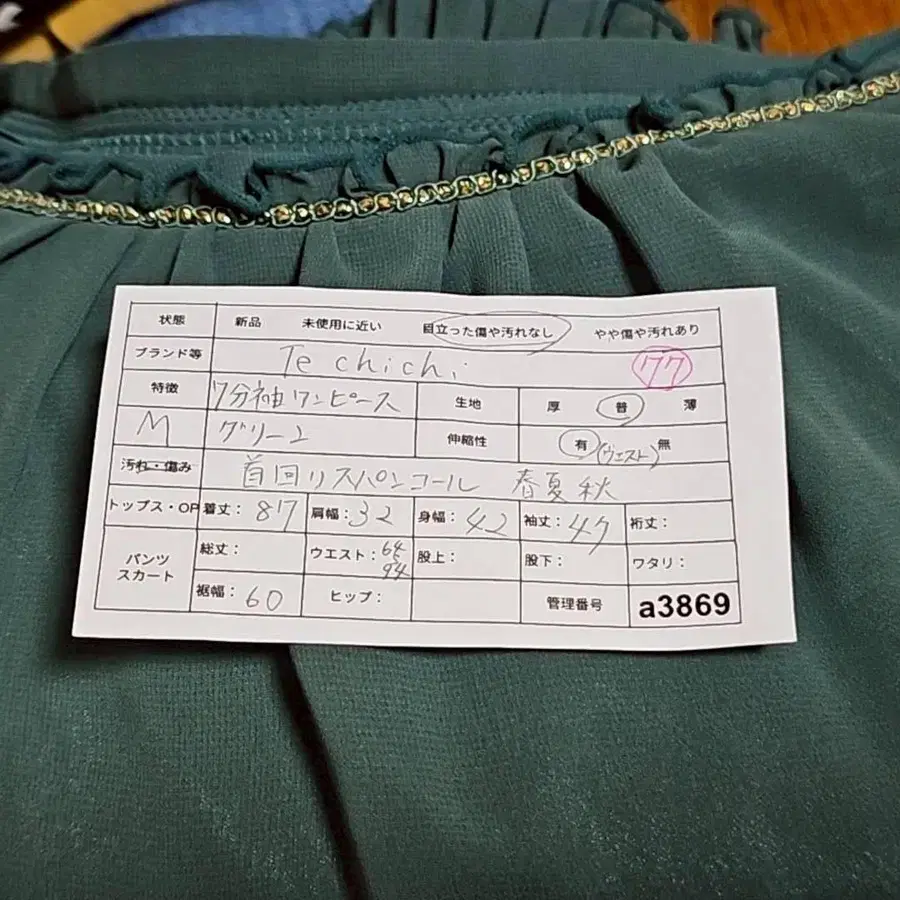 状態 新品 未使用に近い 目立った傷や汚れなし やや傷や汚れあり
ブランド等 Te chichi 77
特徴 7分袖ワンピース 生地 厚 普 薄
M グリーン 伸縮性 有 (ウエスト) 無
汚れ・傷み 首回リスパンコール 春夏秋
トップス・OP 着丈：87 肩幅：32 身幅：42 袖丈：47 裄丈：
パンツ スカート 総丈： ウエスト：64 94 股上： 股下： ワタリ：
裾幅：60 ヒップ： 管理番号 a3869